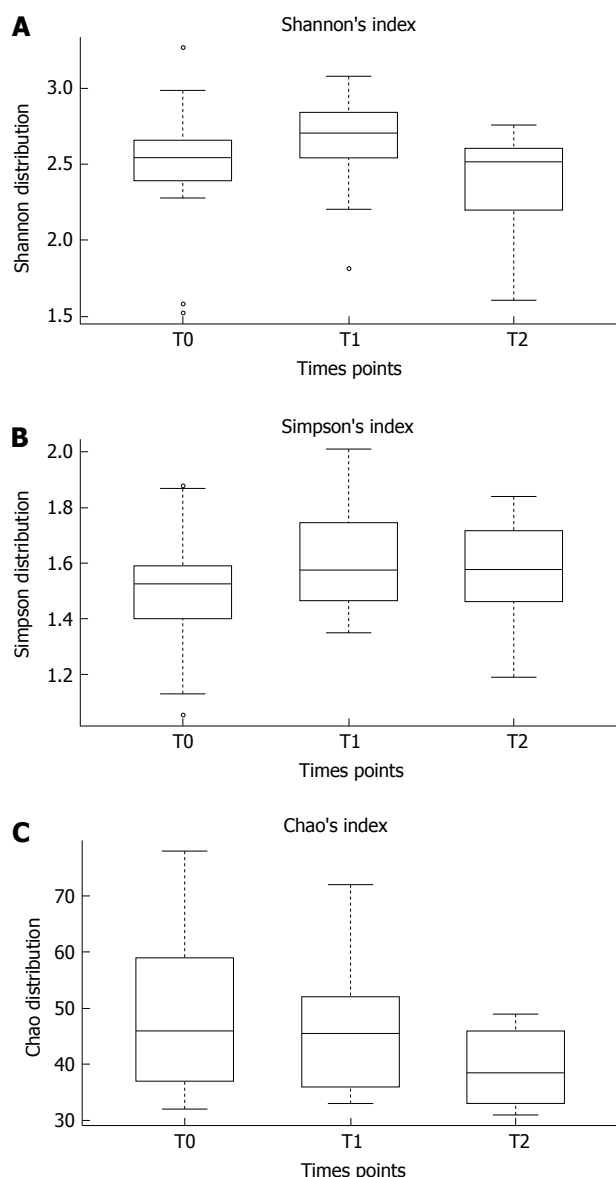 A
Shannon's index
Shannon distribution
3.0
2.5
2.0
1.5
T0 T1 T2
Times points
B
Simpson's index
Simpson distribution
2.0
1.8
1.6
1.4
1.2
T0 T1 T2
Times points
C
Chao's index
Chao distribution
70
60
50
40
30
T0 T1 T2
Times points